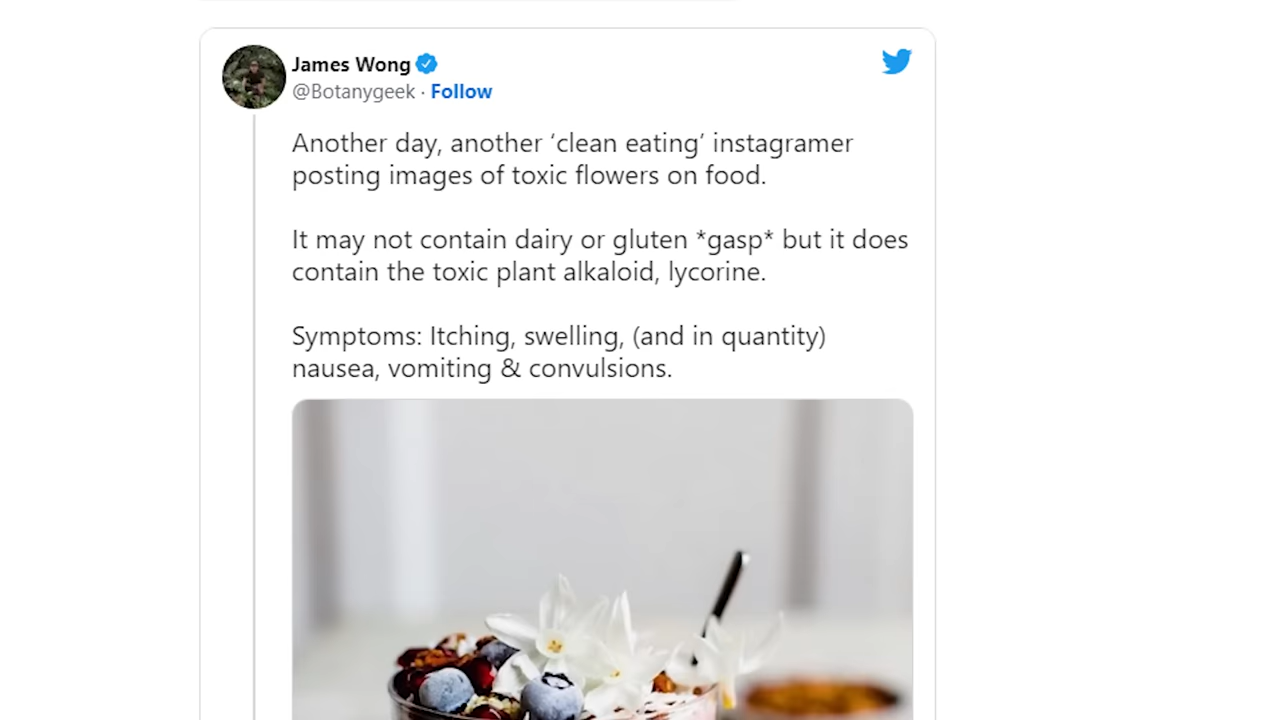 James Wong
@Botanygeek · Follow
Another day, another ‘clean eating’ instagramer
posting images of toxic flowers on food.
It may not contain dairy or gluten *gasp* but it does
contain the toxic plant alkaloid, lycorine.
Symptoms: Itching, swelling, (and in quantity)
nausea, vomiting & convulsions.